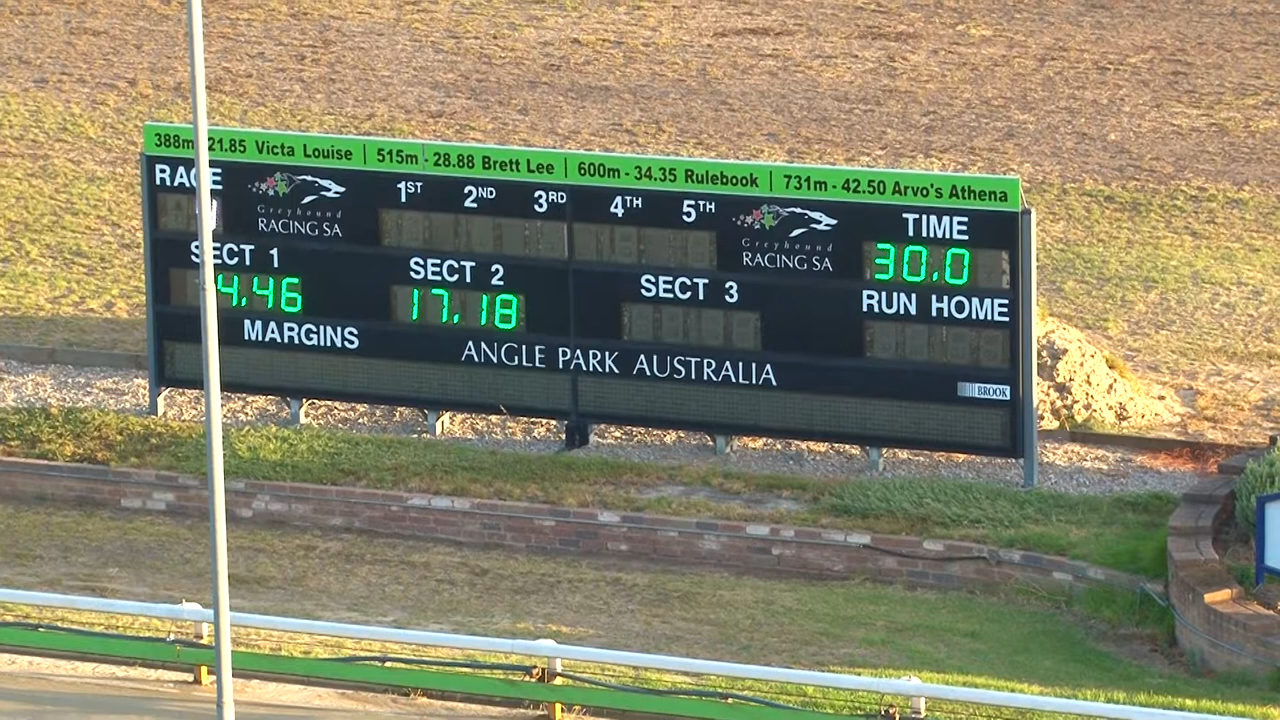 388m 21.85 Victa Louise | 515m - 28.88 Brett Lee | 600m - 34.35 Rulebook | 731m - 42.50 Arvo's Athena
RACE
Greyhound
RACING SA
1ST 2ND 3RD 4TH 5TH
Greyhound
RACING SA
TIME
30.0
SECT 1
4.46
SECT 2
17.18
SECT 3
RUN HOME
MARGINS
ANGLE PARK AUSTRALIA
BROOK